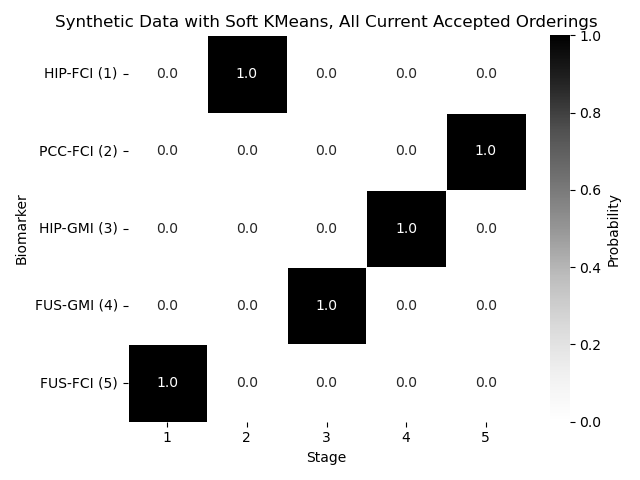 Synthetic Data with Soft KMeans, All Current Accepted Orderings
HIP-FCI (1) 0.0 1.0 0.0 0.0 0.0
PCC-FCI (2) 0.0 0.0 0.0 0.0 1.0
HIP-GMI (3) 0.0 0.0 0.0 1.0 0.0
FUS-GMI (4) 0.0 0.0 1.0 0.0 0.0
FUS-FCI (5) 1.0 0.0 0.0 0.0 0.0
1 2 3 4 5
Stage
Biomarker
1.0
0.8
0.6
0.4
0.2
0.0
Probability